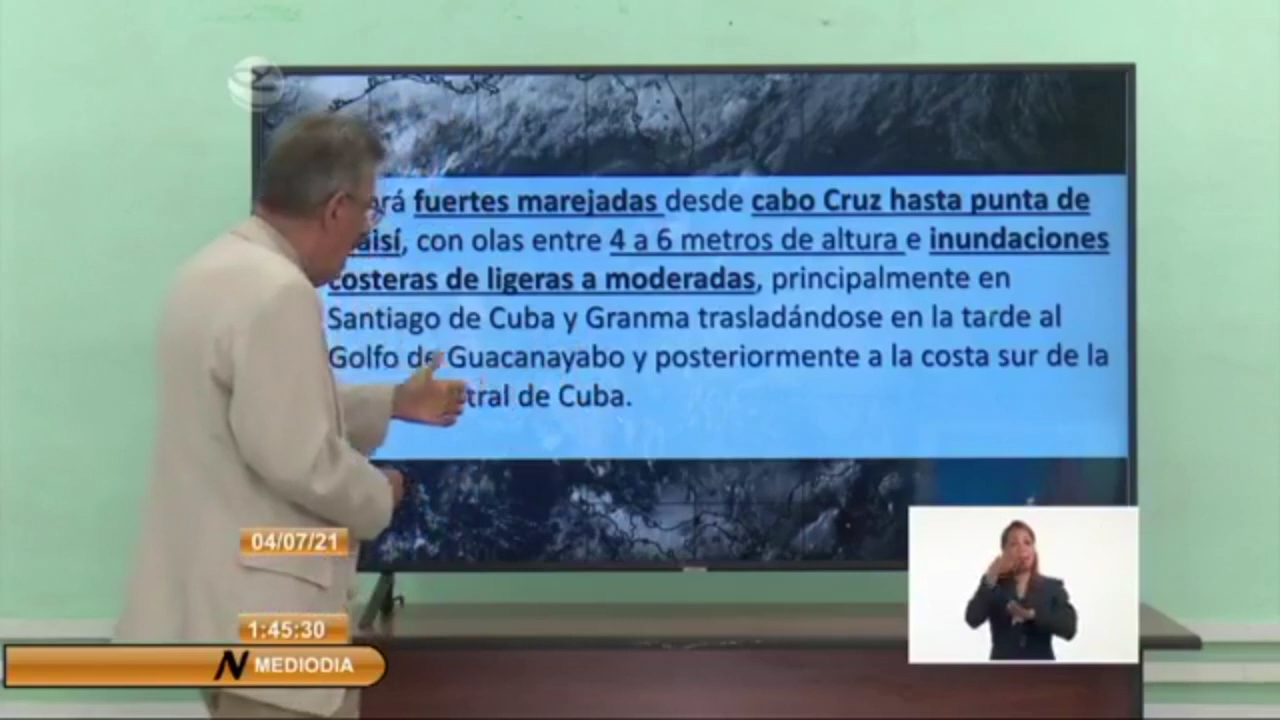 fuertes marejadas desde cabo Cruz hasta punta de
con olas entre 4 a 6 metros de altura e inundaciones
costeras de ligeras a moderadas, principalmente en
Santiago de Cuba y Granma trasladándose en la tarde al
Golfo de Guacanayabo y posteriormente a la costa sur de la
de Cuba.
04/07/21
1:45:30
N MEDIODIA